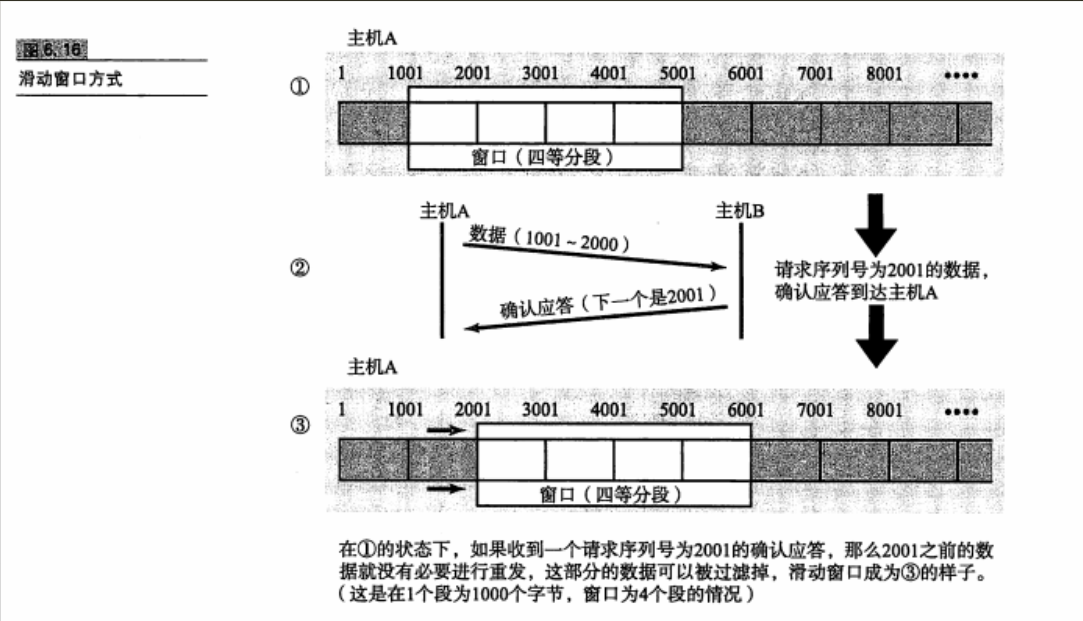 图6.16
滑动窗口方式
主机A
①
1 1001 2001 3001 4001 5001 6001 7001 8001 ••••
窗口（四等分段）
主机A 主机B
②
数据（1001～2000）
确认应答（下一个是2001）
请求序列号为2001的数据，
确认应答到达主机A
主机A
③
1 1001 2001 3001 4001 5001 6001 7001 8001 ••••
窗口（四等分段）
在①的状态下，如果收到一个请求序列号为2001的确认应答，那么2001之前的数
据就没有必要进行重发，这部分的数据可以被过滤掉，滑动窗口成为③的样子。
（这是在1个段为1000个字节，窗口为4个段的情况）